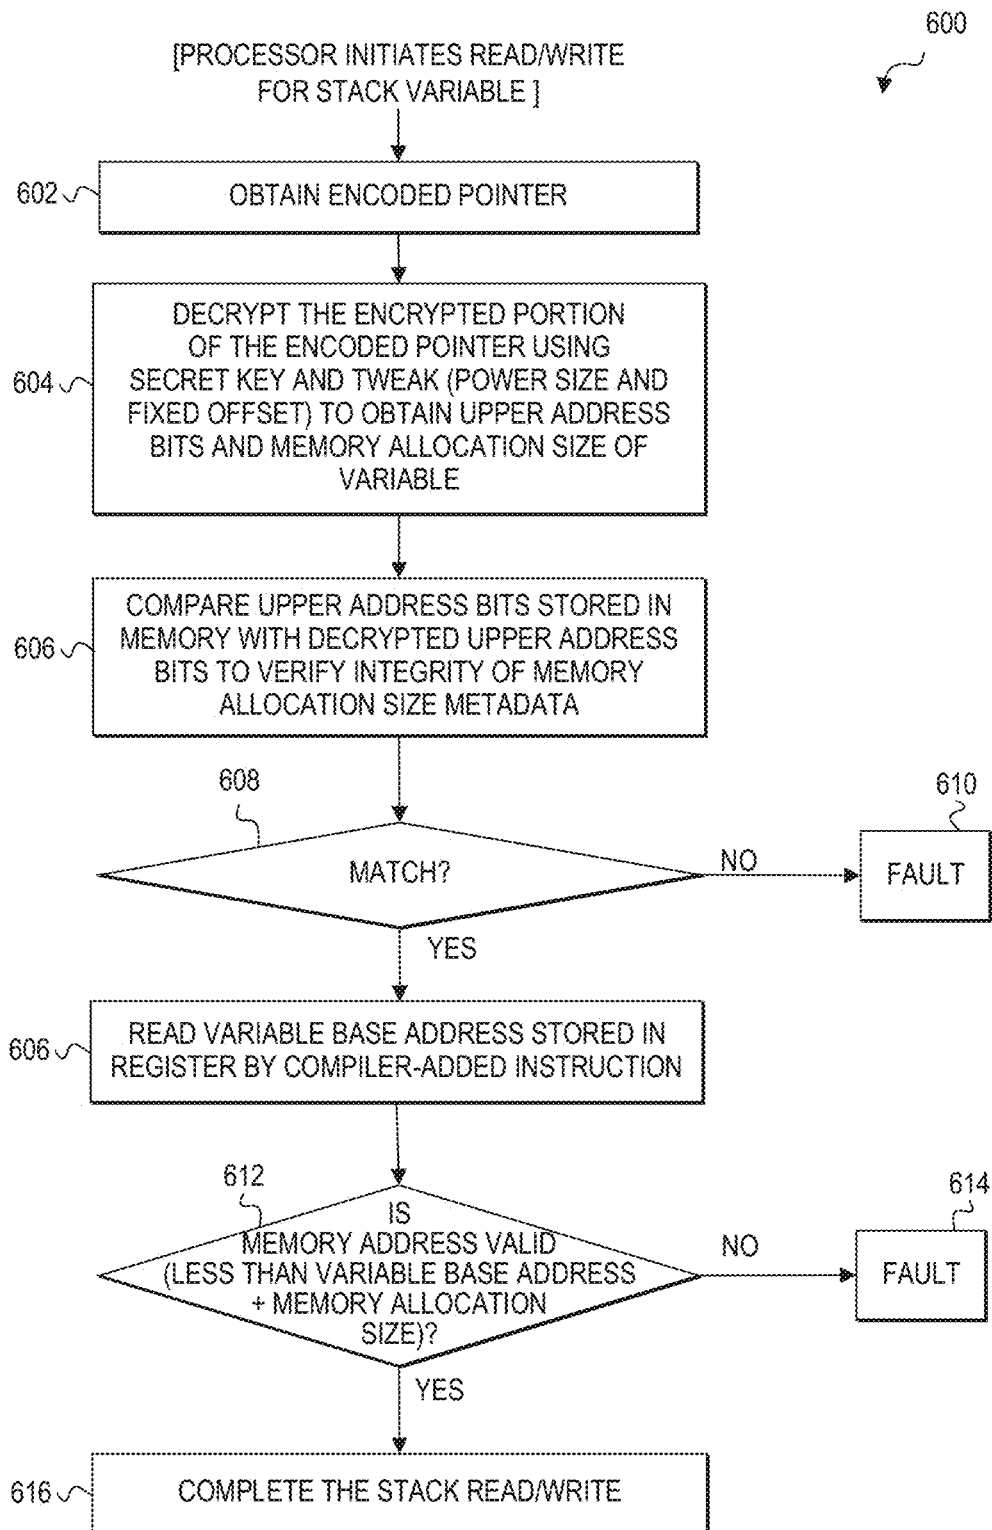 600
[PROCESSOR INITIATES READ/WRITE
FOR STACK VARIABLE ]
602
OBTAIN ENCODED POINTER
604
DECRYPT THE ENCRYPTED PORTION
OF THE ENCODED POINTER USING
SECRET KEY AND TWEAK (POWER SIZE AND
FIXED OFFSET) TO OBTAIN UPPER ADDRESS
BITS AND MEMORY ALLOCATION SIZE OF
VARIABLE
606
COMPARE UPPER ADDRESS BITS STORED IN
MEMORY WITH DECRYPTED UPPER ADDRESS
BITS TO VERIFY INTEGRITY OF MEMORY
ALLOCATION SIZE METADATA
608
MATCH?
NO
610
FAULT
YES
606
READ VARIABLE BASE ADDRESS STORED IN
REGISTER BY COMPILER-ADDED INSTRUCTION
612
IS
MEMORY ADDRESS VALID
(LESS THAN VARIABLE BASE ADDRESS
+ MEMORY ALLOCATION
SIZE)?
NO
614
FAULT
YES
616
COMPLETE THE STACK READ/WRITE